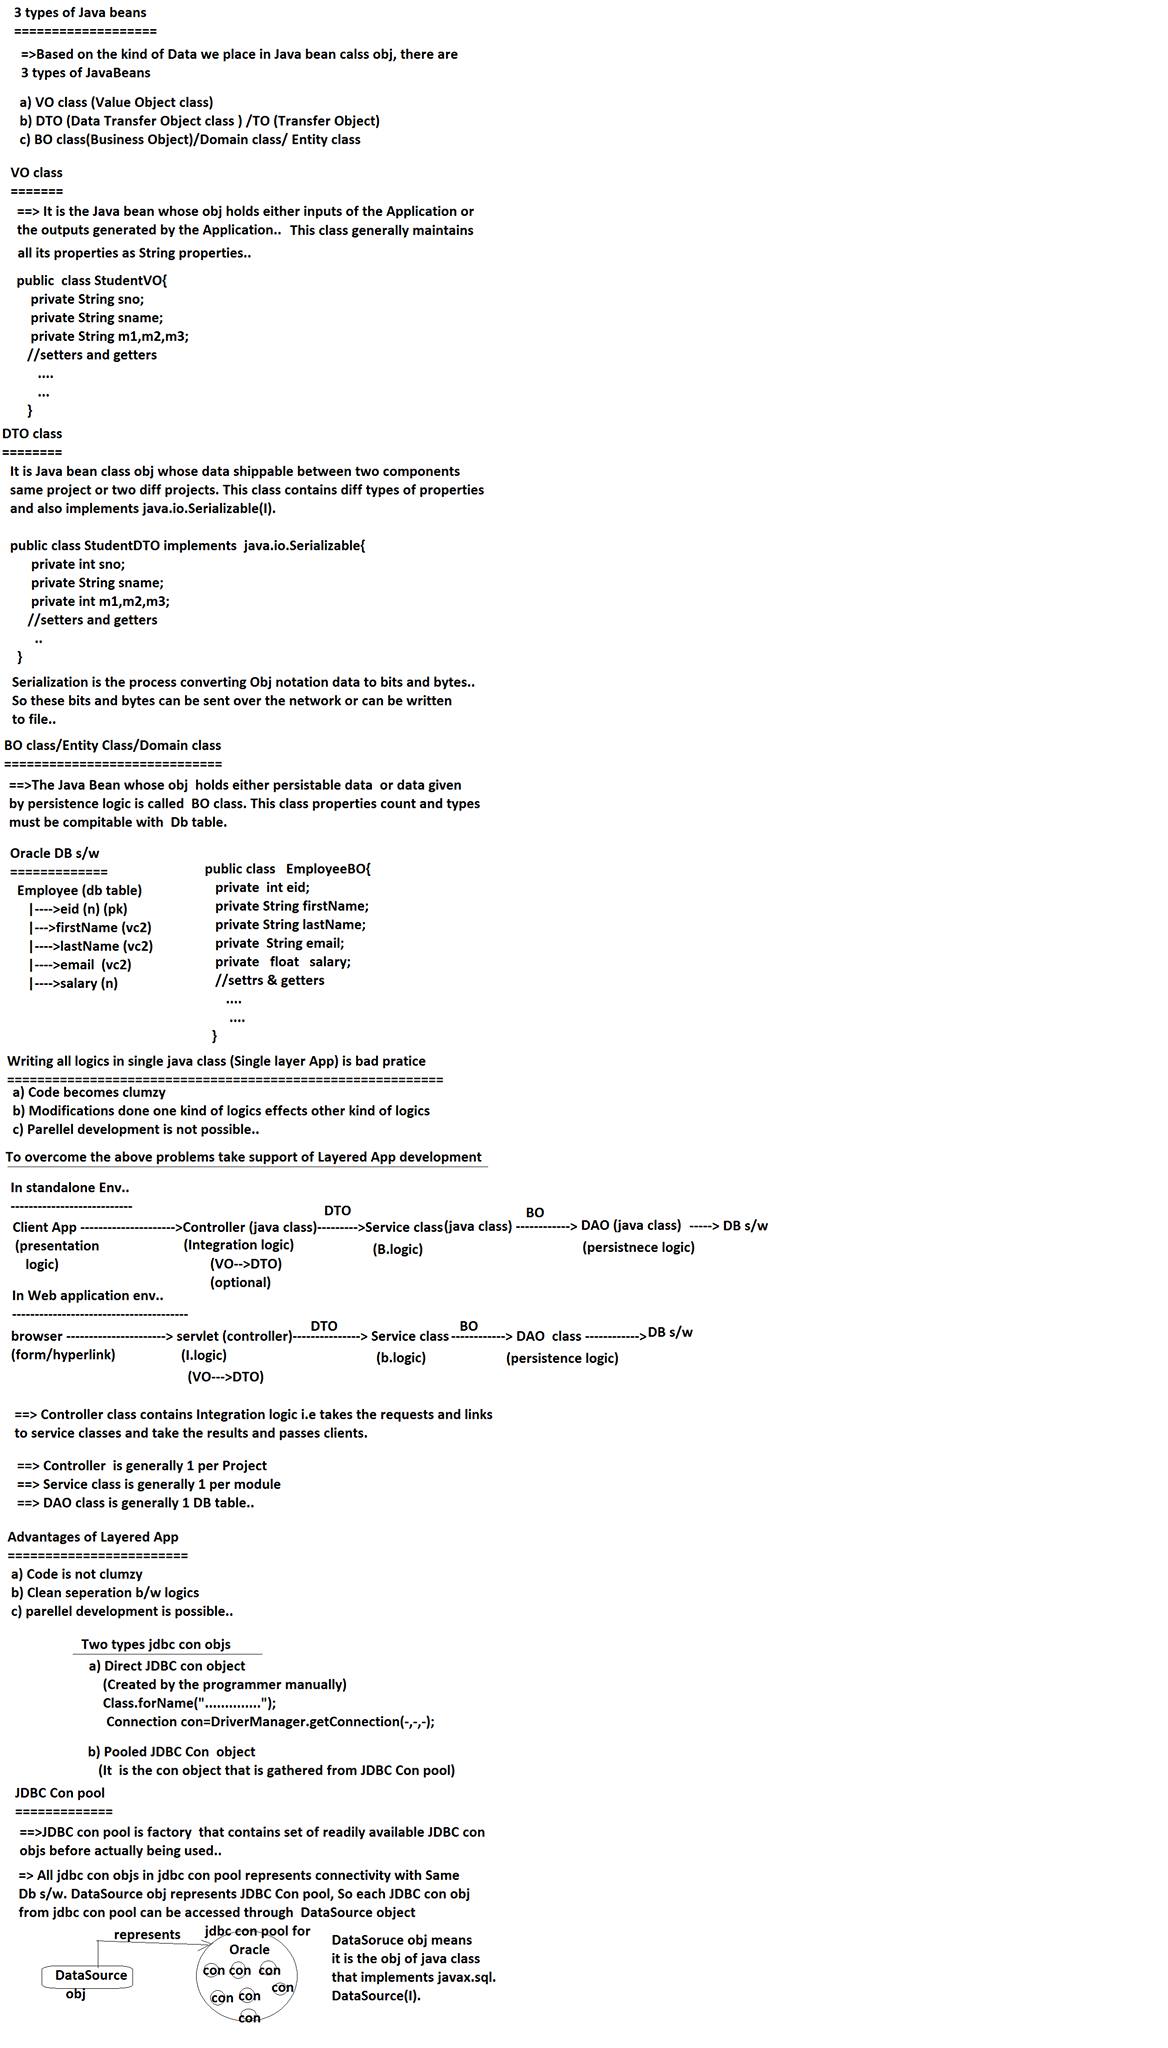 3 types of Java beans
===================
=>Based on the kind of Data we place in Java bean calss obj, there are
3 types of JavaBeans
a) VO class (Value Object class)
b) DTO (Data Transfer Object class ) /TO (Transfer Object)
c) BO class(Business Object)/Domain class/ Entity class
VO class
=======
==> It is the Java bean whose obj holds either inputs of the Application or
the outputs generated by the Application.. This class generally maintains
all its properties as String properties..
public class StudentVO{
private String sno;
private String sname;
private String m1,m2,m3;
//setters and getters
....
...
}
DTO class
========
It is Java bean class obj whose data shippable between two components
same project or two diff projects. This class contains diff types of properties
and also implements java.io.Serializable(I).
public class StudentDTO implements java.io.Serializable{
private int sno;
private String sname;
private int m1,m2,m3;
//setters and getters
..
}
Serialization is the process converting Obj notation data to bits and bytes..
So these bits and bytes can be sent over the network or can be written
to file..
BO class/Entity Class/Domain class
=============================
==>The Java Bean whose obj holds either persistable data or data given
by persistence logic is called BO class. This class properties count and types
must be compitable with Db table.
Oracle DB s/w
=============
Employee (db table)
|---->eid (n) (pk)
|--->firstName (vc2)
|---->lastName (vc2)
|---->email (vc2)
|---->salary (n)
public class EmployeeBO{
private int eid;
private String firstName;
private String lastName;
private String email;
private float salary;
//settrs & getters
....
....
}
Writing all logics in single java class (Single layer App) is bad pratice
==========================================================
a) Code becomes clumzy
b) Modifications done one kind of logics effects other kind of logics
c) Parellel development is not possible..
To overcome the above problems take support of Layered App development
In standalone Env..
---------------------------
DTO BO
Client App --------------------->Controller (java class)--------->Service class(java class) ------------> DAO (java class) -----> DB s/w
(presentation (Integration logic) (B.logic) (persistnece logic)
logic) (VO-->DTO)
(optional)
In Web application env..
---------------------------------------
DTO BO
browser ----------------------> servlet (controller)---------------> Service class ------------> DAO class ------------>DB s/w
(form/hyperlink) (I.logic) (b.logic) (persistence logic)
(VO--->DTO)
==> Controller class contains Integration logic i.e takes the requests and links
to service classes and take the results and passes clients.
==> Controller is generally 1 per Project
==> Service class is generally 1 per module
==> DAO class is generally 1 DB table..
Advantages of Layered App
========================
a) Code is not clumzy
b) Clean seperation b/w logics
c) parellel development is possible..
Two types jdbc con objs
a) Direct JDBC con object
(Created by the programmer manually)
Class.forName("..............");
Connection con=DriverManager.getConnection(-,-,-);
b) Pooled JDBC Con object
(It is the con object that is gathered from JDBC Con pool)
JDBC Con pool
=============
==>JDBC con pool is factory that contains set of readily available JDBC con
objs before actually being used..
=> All jdbc con objs in jdbc con pool represents connectivity with Same
Db s/w. DataSource obj represents JDBC Con pool, So each JDBC con obj
from jdbc con pool can be accessed through DataSource object
represents
jdbc con pool for
Oracle
con con con
con
con con
con
DataSource
obj
DataSoruce obj means
it is the obj of java class
that implements javax.sql.
DataSource(I).